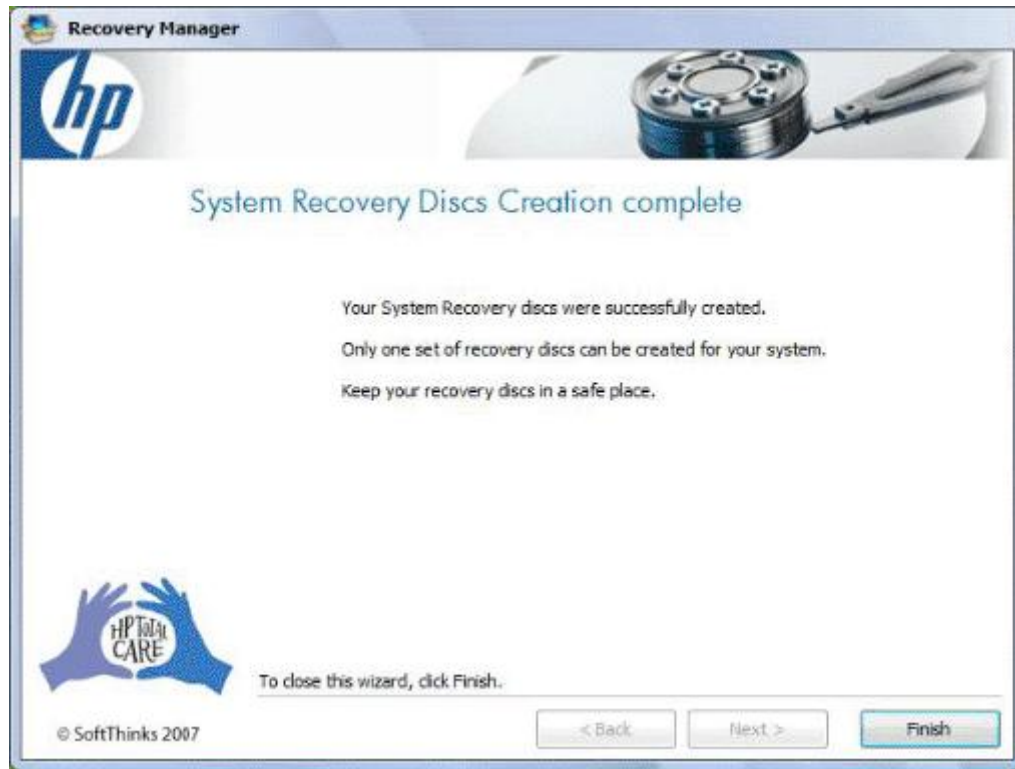 Recovery Manager
hp
System Recovery Discs Creation complete
Your System Recovery discs were successfully created.
Only one set of recovery discs can be created for your system.
Keep your recovery discs in a safe place.
HP TOTAL
CARE
To close this wizard, click Finish.
© SoftThinks 2007
< Back
Next >
Finish